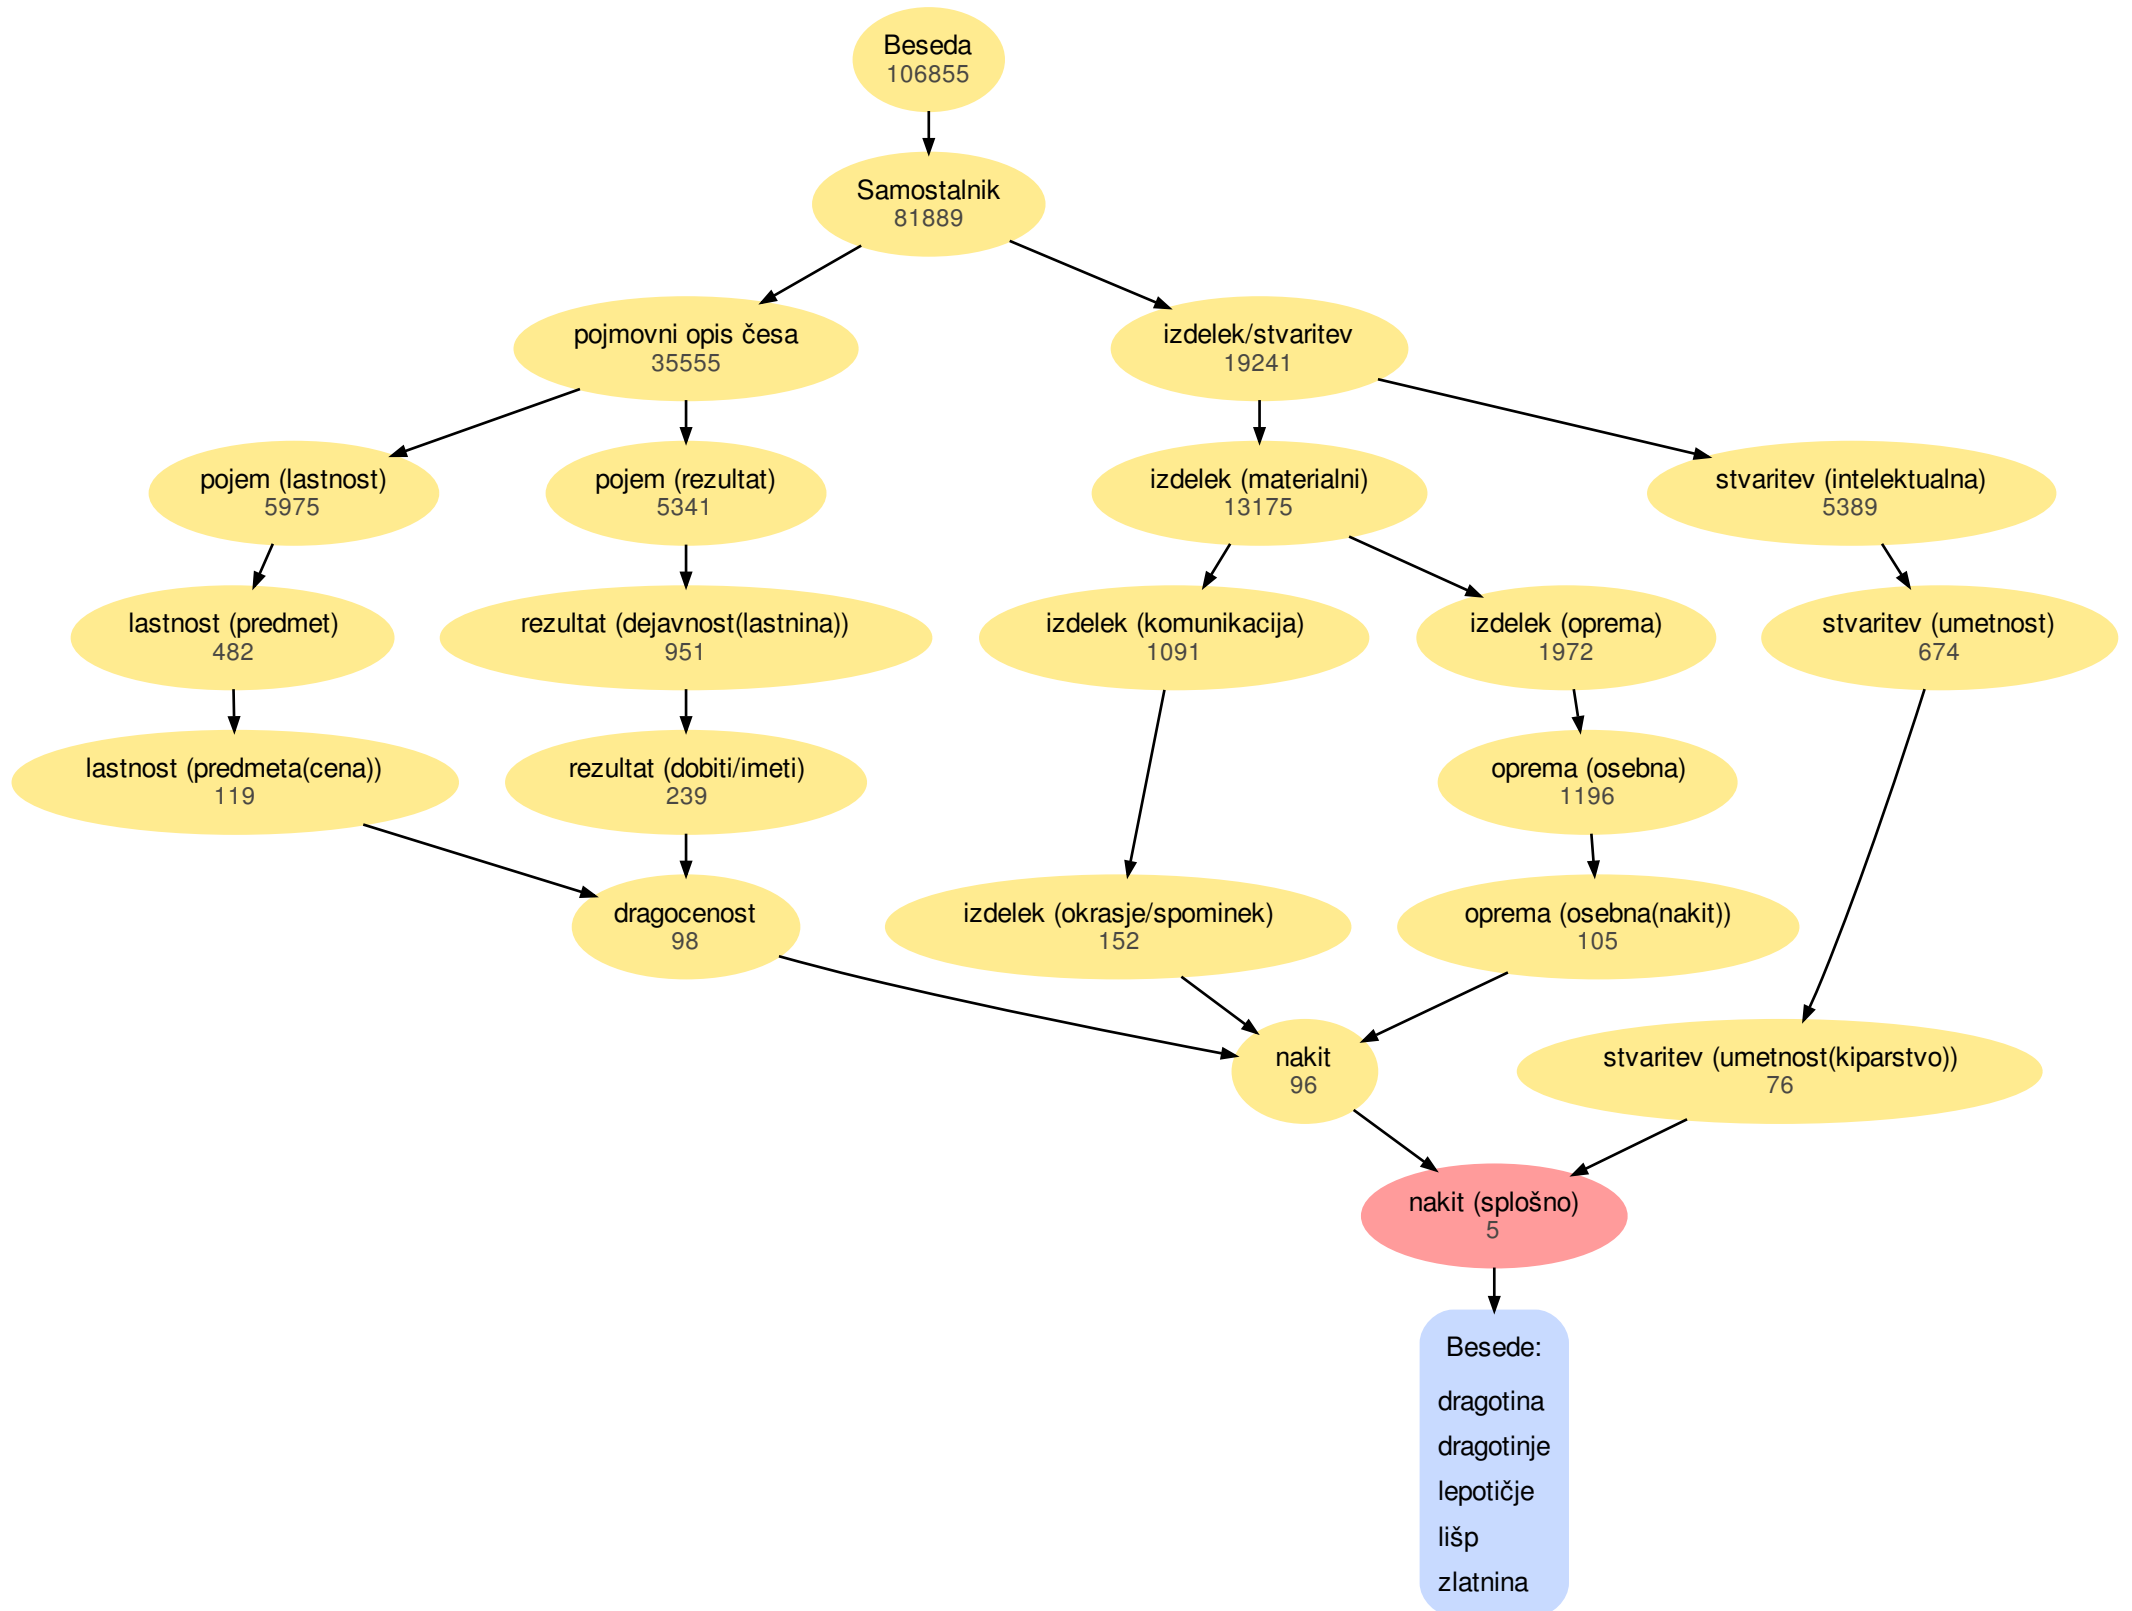 Beseda
106855
Samostalnik
81889
pojmovni opis česa
35555
izdelek/stvaritev
19241
pojem (lastnost)
5975
pojem (rezultat)
5341
izdelek (materialni)
13175
stvaritev (intelektualna)
5389
lastnost (predmet)
482
rezultat (dejavnost(lastnina))
951
izdelek (komunikacija)
1091
izdelek (oprema)
1972
stvaritev (umetnost)
674
lastnost (predmeta(cena))
119
rezultat (dobiti/imeti)
239
oprema (osebna)
1196
dragocenost
98
izdelek (okrasje/spominek)
152
oprema (osebna(nakit))
105
nakit
96
stvaritev (umetnost(kiparstvo))
76
nakit (splošno)
5
Besede:
dragotina
dragotinje
lepotičje
lišp
zlatnina